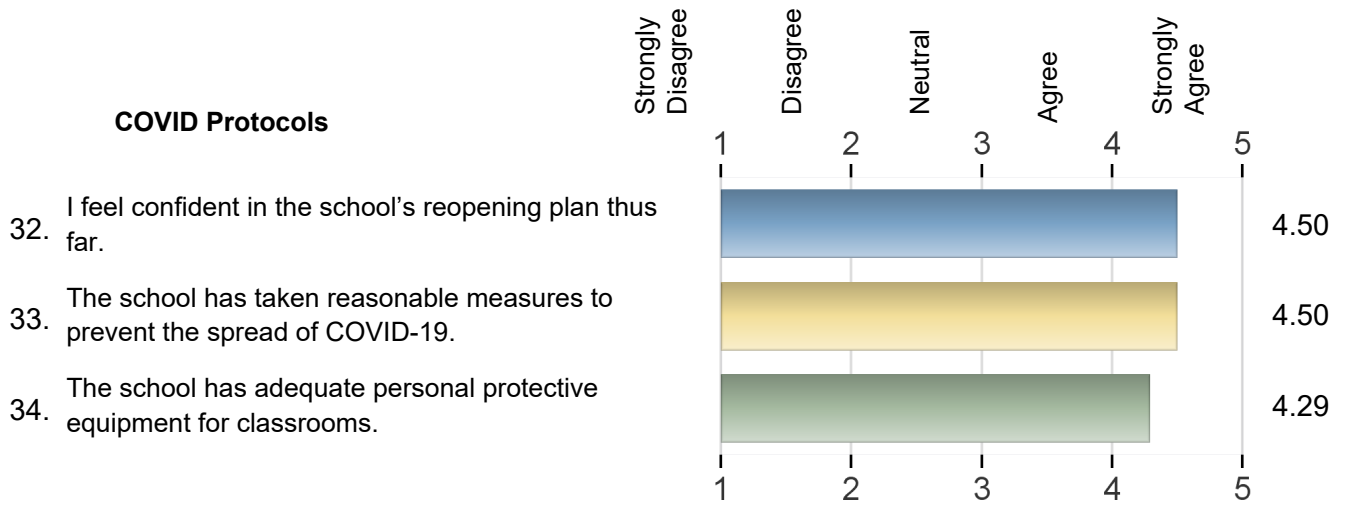 Strongly
Disagree
Disagree
Neutral
Agree
Strongly
Agree
COVID Protocols
1 2 3 4 5
32. I feel confident in the school’s reopening plan thus
far.
4.50
33. The school has taken reasonable measures to
prevent the spread of COVID-19.
4.50
34. The school has adequate personal protective
equipment for classrooms.
4.29
1 2 3 4 5